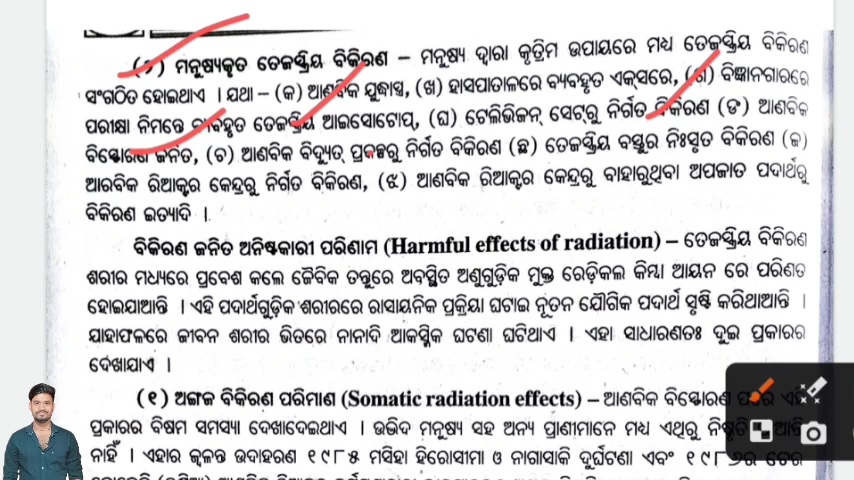 (୨) ମନୁଷ୍ୟକୃତ ତେଜସ୍କ୍ରିୟ ବିକିରଣ – ମନୁଷ୍ୟ ଦ୍ୱାରା କୃତ୍ରିମ ଉପାୟରେ ମଧ୍ୟ ତେଜସ୍କ୍ରିୟ ବିକିରଣ
ସଂଗଠିତ ହୋଇଥାଏ । ଯଥା – (କ) ଆଣବିକ ଯୁଦ୍ଧାସ୍ତ୍ର, (ଖ) ହାସପାତାଳରେ ବ୍ୟବହୃତ ଏକ୍ସରେ, (ଗ) ବିଜ୍ଞାନଗାରରେ
ପରୀକ୍ଷା ନିମନ୍ତେ ବ୍ୟବହୃତ ତେଜସ୍କ୍ରିୟ ଆଇସୋଟୋପ୍, (ଘ) ଟେଲିଭିଜନ୍ ସେଟ୍‌ରୁ ନିର୍ଗତ ବିକିରଣ (ଙ) ଆଣବିକ
ବିସ୍ଫୋରଣ ଜନିତ, (ଚ) ଆଣବିକ ବିଦ୍ୟୁତ୍ ପ୍ରକଳ୍ପରୁ ନିର୍ଗତ ବିକିରଣ (ଛ) ତେଜସ୍କ୍ରିୟ ବସ୍ତୁର ନିଃସୃତ ବିକିରଣ (ଜ)
ଆରବିକ ରିଆକ୍ଟର କେନ୍ଦ୍ରରୁ ନିର୍ଗତ ବିକିରଣ, (ଝ) ଆଣବିକ ରିଆକ୍ଟର କେନ୍ଦ୍ରରୁ ବାହାରୁଥିବା ଅପଜାତ ପଦାର୍ଥରୁ
ବିକିରଣ ଇତ୍ୟାଦି ।
ବିକିରଣ ଜନିତ ଅନିଷ୍ଟକାରୀ ପରିଣାମ (Harmful effects of radiation) – ତେଜସ୍କ୍ରିୟ ବିକିରଣ
ଶରୀର ମଧ୍ୟରେ ପ୍ରବେଶ କଲେ ଜୈବିକ ତନ୍ତୁରେ ଅବସ୍ଥିତ ଅଣୁଗୁଡ଼ିକ ମୁକ୍ତ ରେଡ଼ିକଲ କିମ୍ୱା ଆୟନ ରେ ପରିଣତ
ହୋଇଯାଆନ୍ତି । ଏହି ପଦାର୍ଥଗୁଡ଼ିକ ଶରୀରରେ ରାସାୟନିକ ପ୍ରକ୍ରିୟା ଘଟାଇ ନୂତନ ଯୌଗିକ ପଦାର୍ଥ ସୃଷ୍ଟି କରିଥାଆନ୍ତି ।
ଯାହାଫଳରେ ଜୀବନ ଶରୀର ଭିତରେ ନାନାଦି ଆକସ୍ମିକ ଘଟଣା ଘଟିଥାଏ । ଏହା ସାଧାରଣତଃ ଦୁଇ ପ୍ରକାରର
ଦେଖାଯାଏ ।
(୧) ଅଙ୍ଗଜ ବିକିରଣ ପରିମାଣ (Somatic radiation effects) – ଆଣବିକ ବିସ୍ଫୋରଣ
ପ୍ରକାରର ବିଷମ ସମସ୍ୟା ଦେଖାଦେଇଥାଏ । ଉଦ୍ଭିଦ ମନୁଷ୍ୟ ସହ ଅନ୍ୟ ପ୍ରାଣୀମାନେ ମଧ୍ୟ ଏଥିରୁ
ନାହିଁ । ଏହାର ଜ୍ୱଳନ୍ତ ଉଦାହରଣ ୧୯୮୫ ମସିହା ହିରୋସୀମା ଓ ନାଗାସାକି ଦୁର୍ଘଟଣା ଏବଂ ୧୯୮୬ର